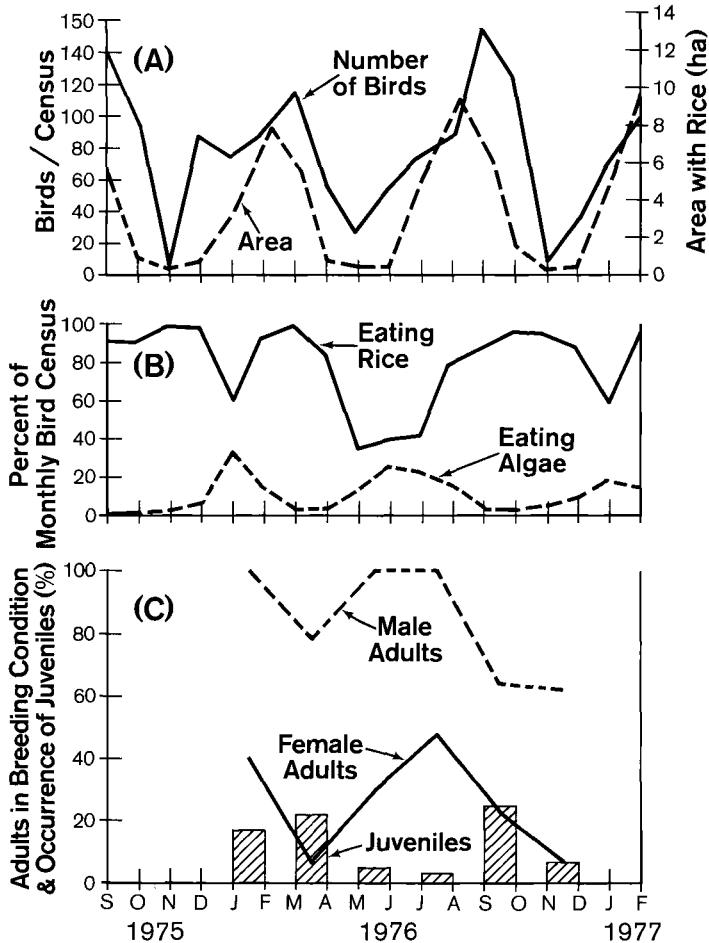 (A)
150
140
120
100
80
60
40
20
0
Birds / Census
Number
of Birds
Area
14
12
10
8
6
4
2
0
Area with Rice (ha)
(B)
100
80
60
40
20
0
Percent of
Monthly Bird Census
Eating
Rice
Eating
Algae
(C)
100
80
60
40
20
0
Adults in Breeding Condition
& Occurrence of Juveniles (%)
Male
Adults
Female
Adults
Juveniles
S O N D J F M A M J J A S O N D J F
1975 1976 1977